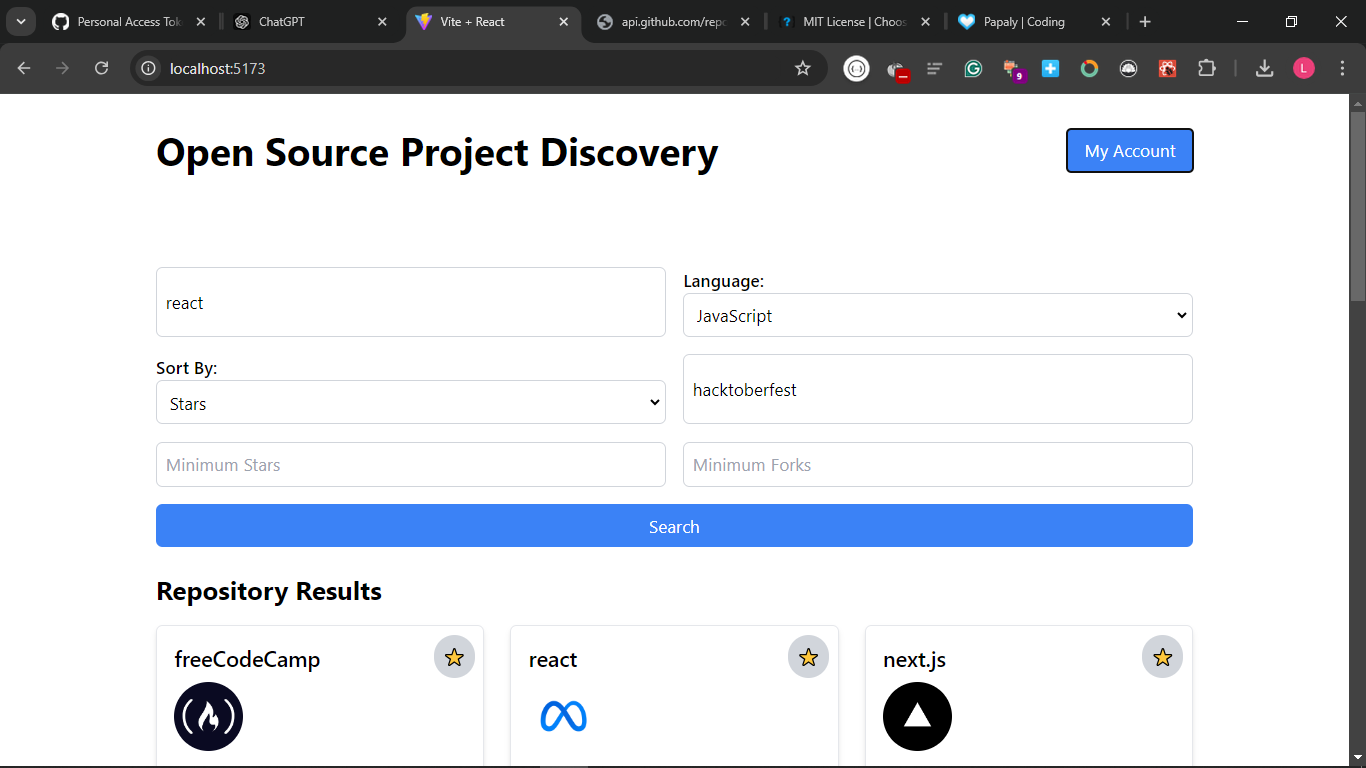 Personal Access Tok
ChatGPT
Vite + React
api.github.com/repo
MIT License | Choos
Papaly | Coding
localhost:5173
9
L
Open Source Project Discovery
My Account
react
Language:
JavaScript
Sort By:
Stars
hacktoberfest
Minimum Stars
Minimum Forks
Search
Repository Results
freeCodeCamp
react
next.js